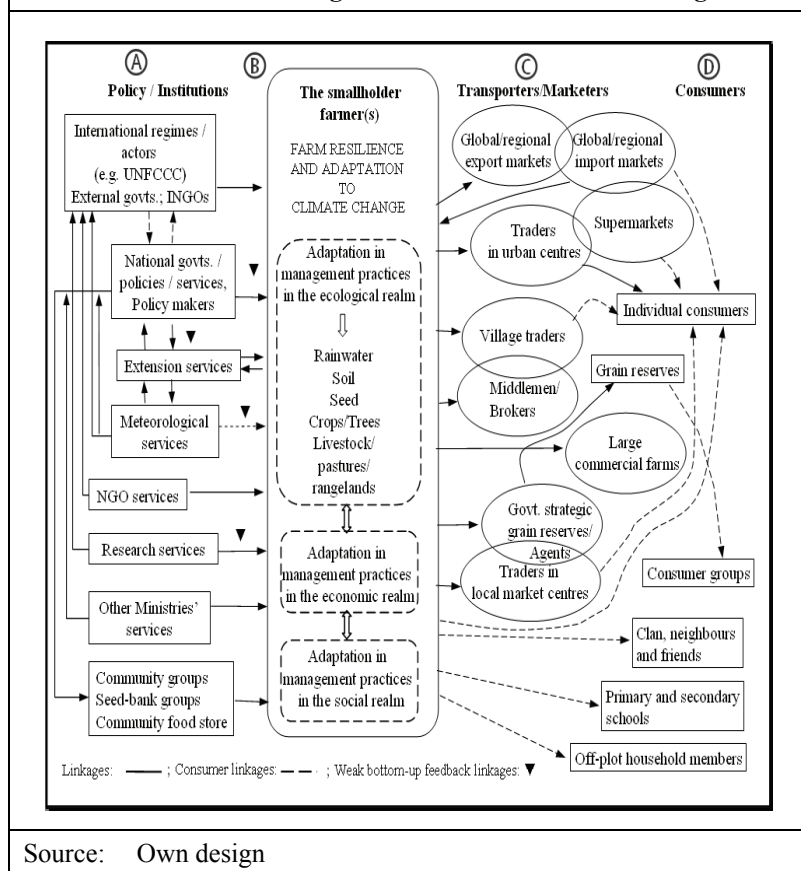 A
B
C
D
Policy / Institutions
The smallholder
farmer(s)
Transporters/Marketers
Consumers
International regimes /
actors
(e.g. UNFCCC)
External govts.; INGOs
National govts. /
policies / services,
Policy makers
Extension services
Meteorological
services
NGO services
Research services
Other Ministries'
services
Community groups
Seed-bank groups
Community food store
FARM RESILIENCE
AND ADAPTATION
TO
CLIMATE CHANGE
Adaptation in
management practices
in the ecological realm
Rainwater
Soil
Seed
Crops/Trees
Livestock/
pastures/
rangelands
Adaptation in
management practices
in the economic realm
Adaptation in
management practices
in the social realm
Global/regional
export markets
Global/regional
import markets
Supermarkets
Traders
in urban centres
Village traders
Middlemen/
Brokers
Large
commercial farms
Govt. strategic
grain reserves/
Agents
Traders in
local market centres
Individual consumers
Grain reserves
Consumer groups
Clan, neighbours
and friends
Primary and secondary
schools
Off-plot household members
Linkages: ; Consumer linkages: ; Weak bottom-up feedback linkages:
Source: Own design